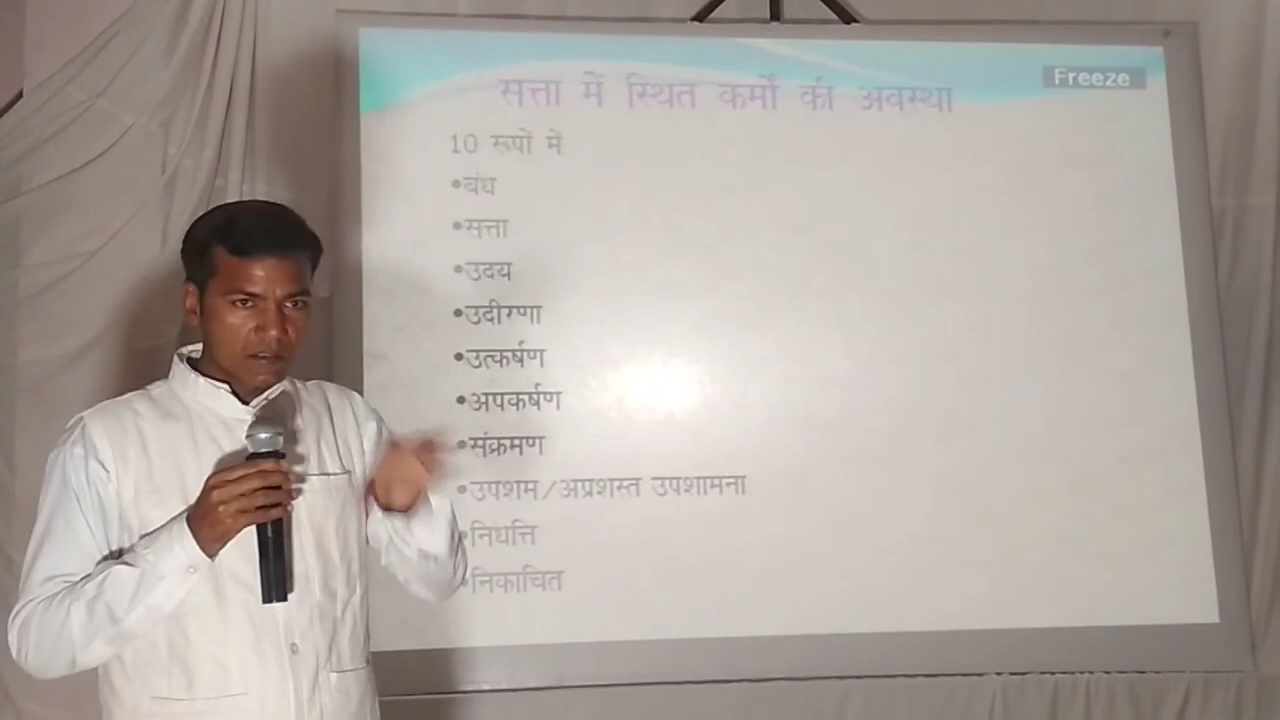 सत्ता में स्थित कर्मों की अवस्था
Freeze
10 रूपों में
•बंध
•सत्ता
•उदय
•उदीरणा
•उत्कर्षण
•अपकर्षण
•संक्रमण
•उपशम/अप्रशस्त उपशामना
•निधत्ति
•निकाचित